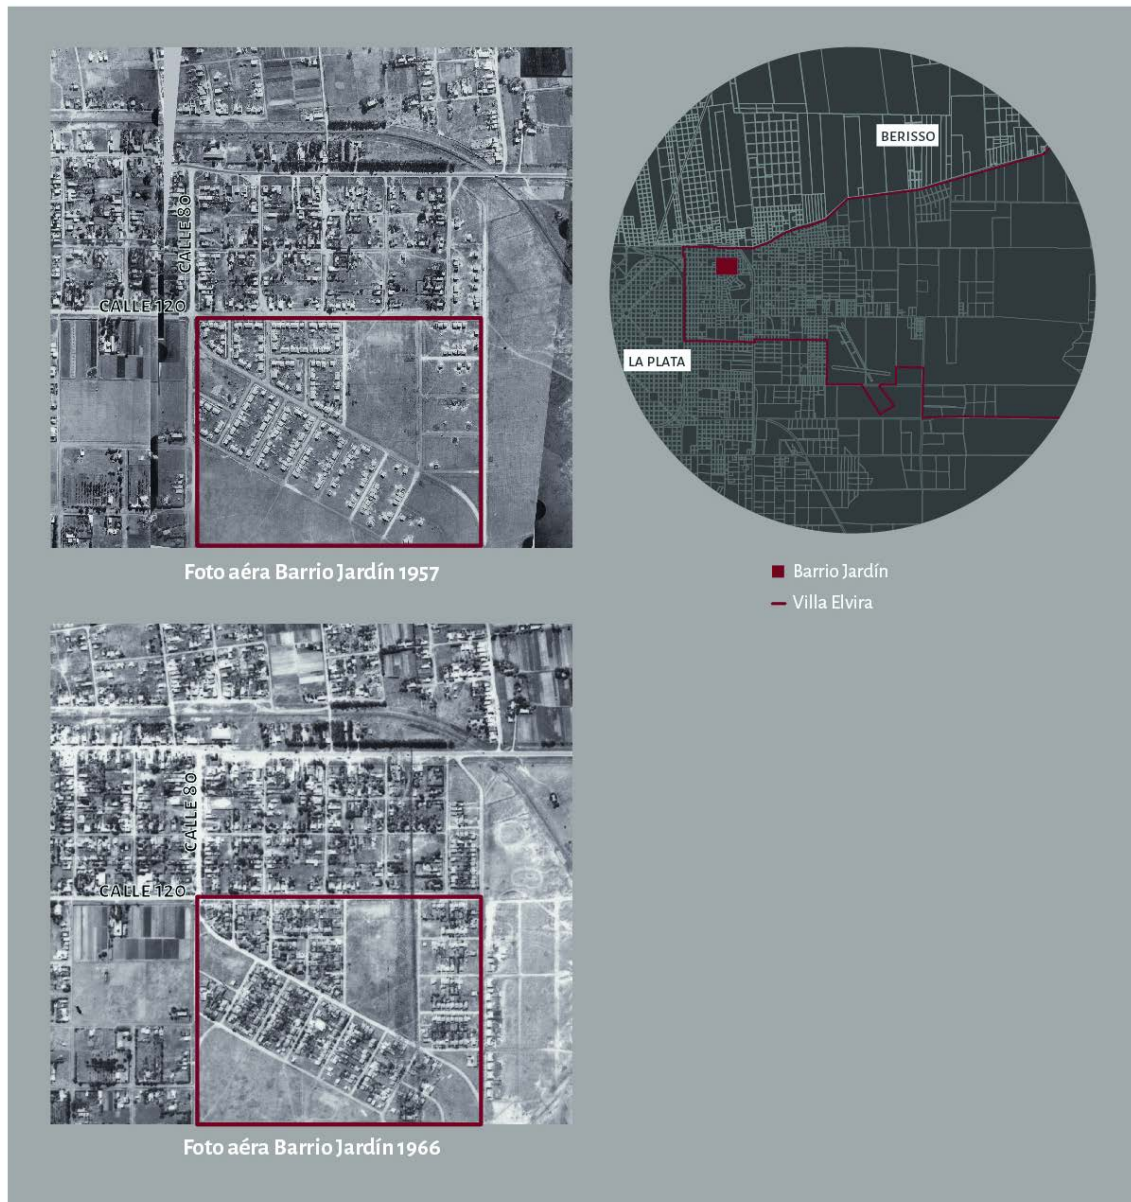 CALLE 80
CALLE 120
Foto aéra Barrio Jardín 1957
BERISSO
LA PLATA
Barrio Jardín
Villa Elvira
CALLE 80
CALLE 120
Foto aéra Barrio Jardín 1966